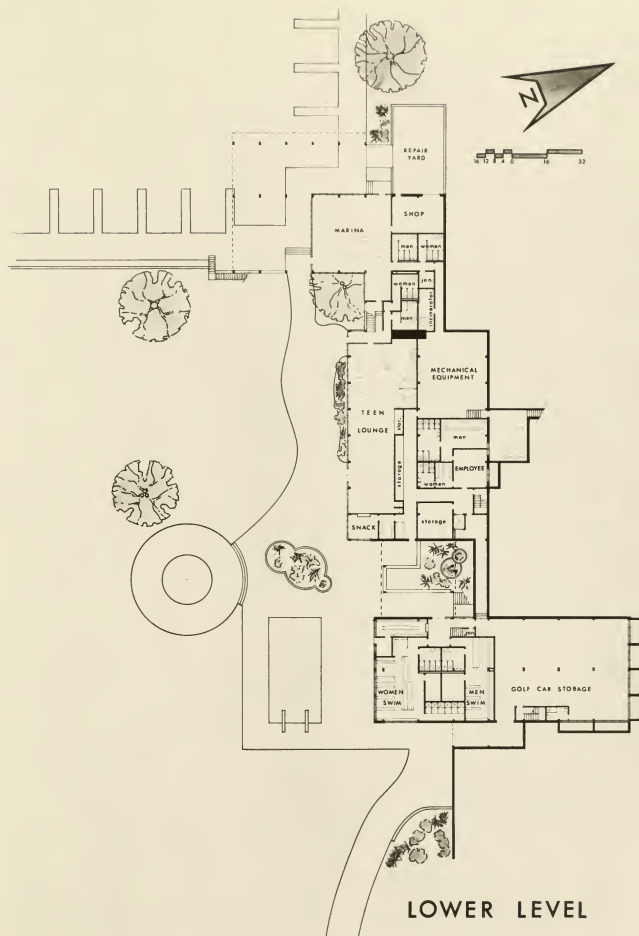 N
16 12 8 4 0 16 32
REPAIR
YARD
SHOP
MARINA
men
women
women
jan.
men
incinerator
MECHANICAL
EQUIPMENT
TEEN
LOUNGE
stor.
storage
men
EMPLOYEE
women
SNACK
storage
jan.
WOMEN
SWIM
MEN
SWIM
GOLF CAR STORAGE
LOWER LEVEL